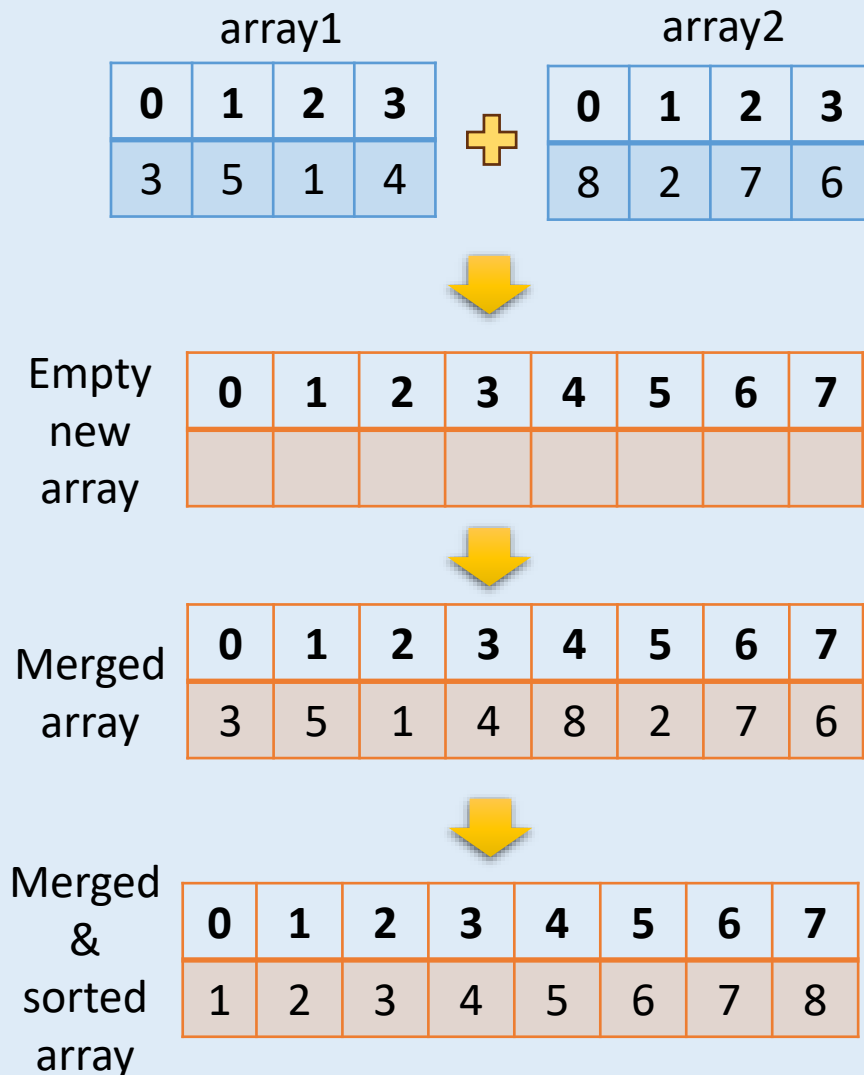 array1
array2
0 1 2 3
0 1 2 3
3 5 1 4
8 2 7 6
Empty
new
array
0 1 2 3 4 5 6 7
Merged
array
0 1 2 3 4 5 6 7
3 5 1 4 8 2 7 6
Merged
&
sorted
array
0 1 2 3 4 5 6 7
1 2 3 4 5 6 7 8